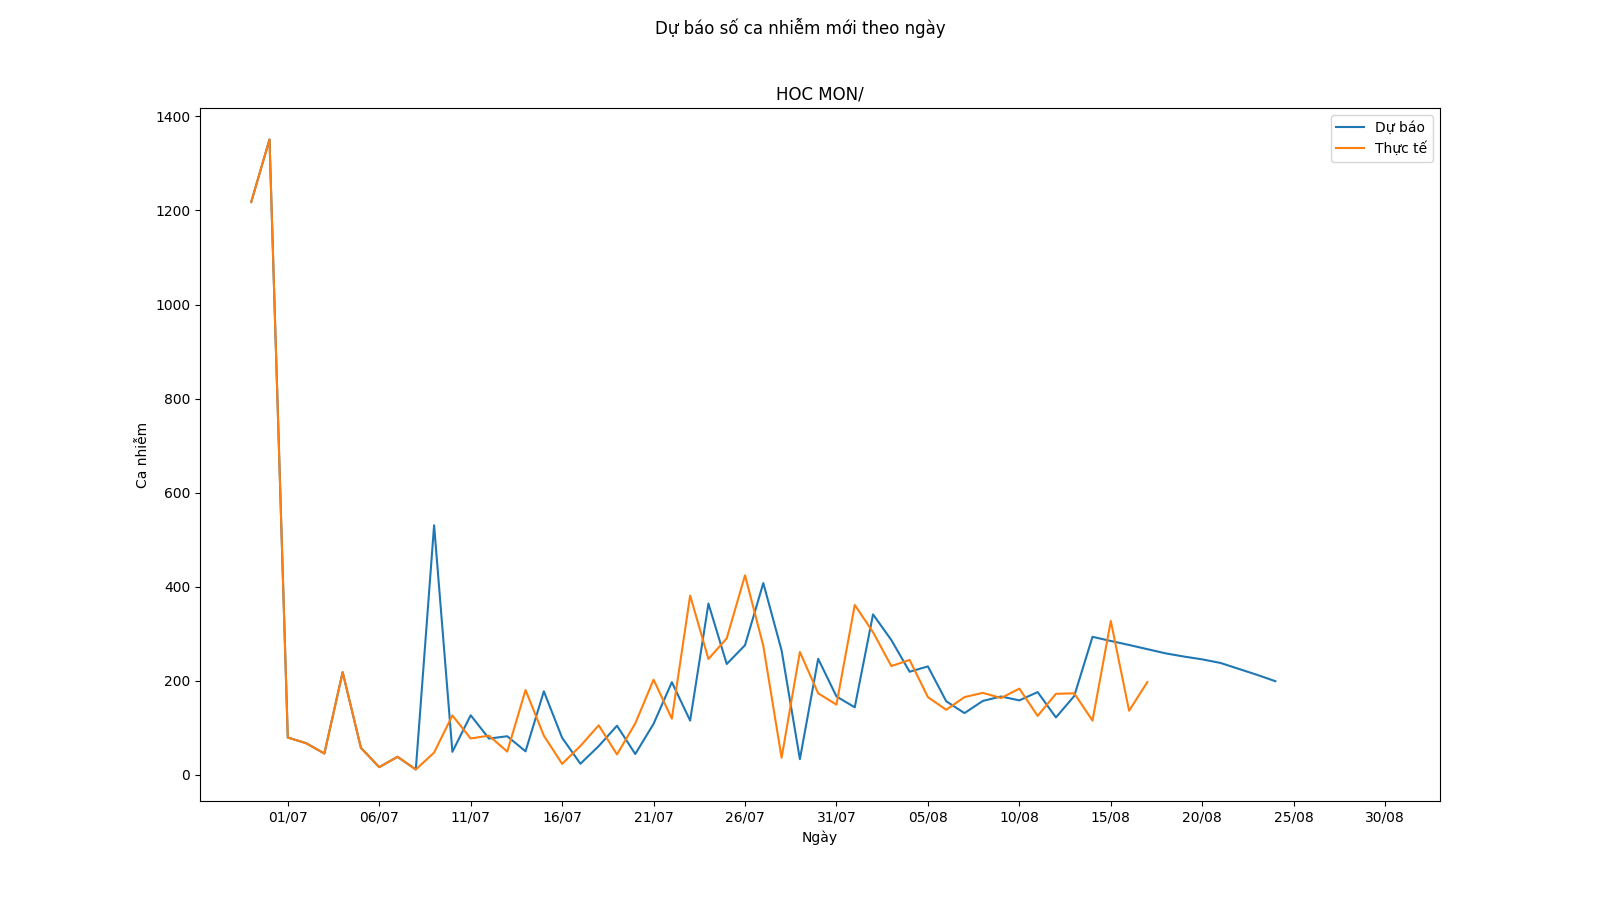 Dự báo số ca nhiễm mới theo ngày
HOC MON/
1400
1200
1000
800
600
400
200
0
Ca nhiễm
Dự báo
Thực tế
01/07 06/07 11/07 16/07 21/07 26/07 31/07 05/08 10/08 15/08 20/08 25/08 30/08
Ngày